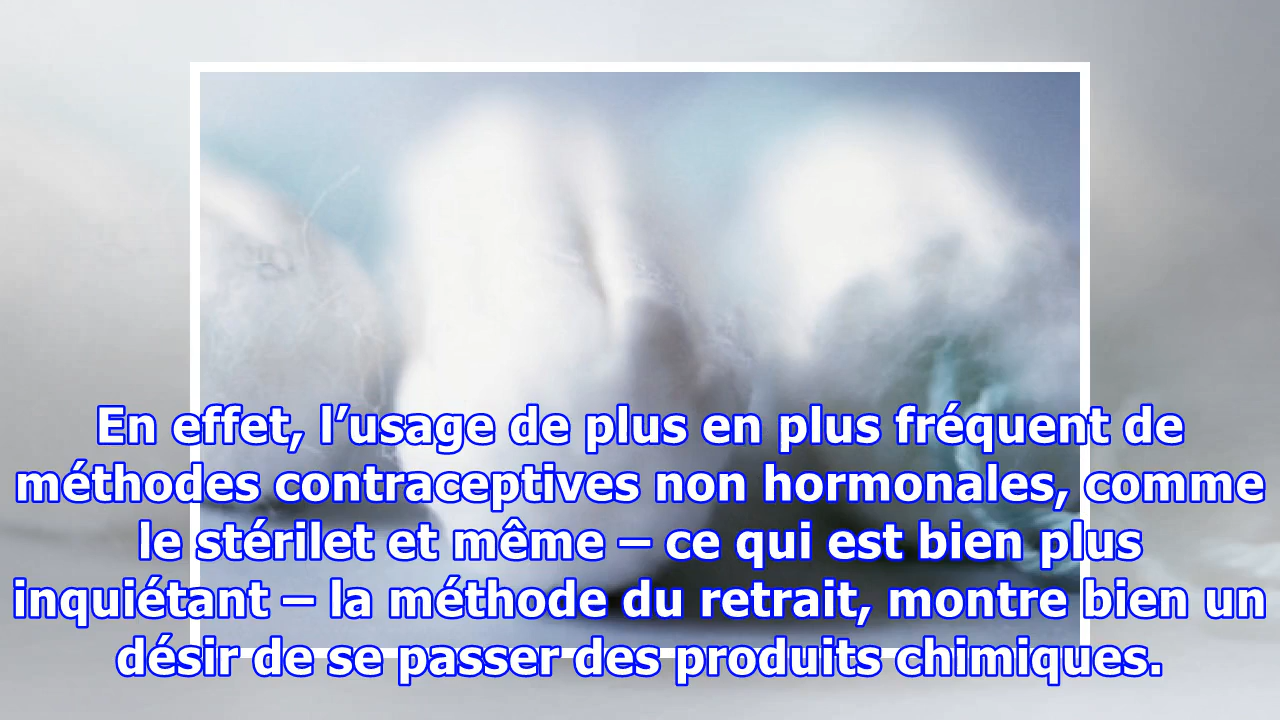 En effet, l’usage de plus en plus fréquent de
méthodes contraceptives non hormonales, comme
le stérilet et même – ce qui est bien plus
inquiétant – la méthode du retrait, montre bien un
désir de se passer des produits chimiques.